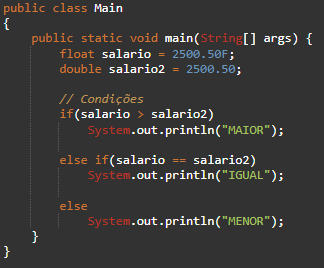 public class Main
{
    public static void main(String[] args) {
        float salario = 2500.50F;
        double salario2 = 2500.50;

        // Condições
        if(salario > salario2)
            System.out.println("MAIOR");

        else if(salario == salario2)
            System.out.println("IGUAL");

        else
            System.out.println("MENOR");
    }
}